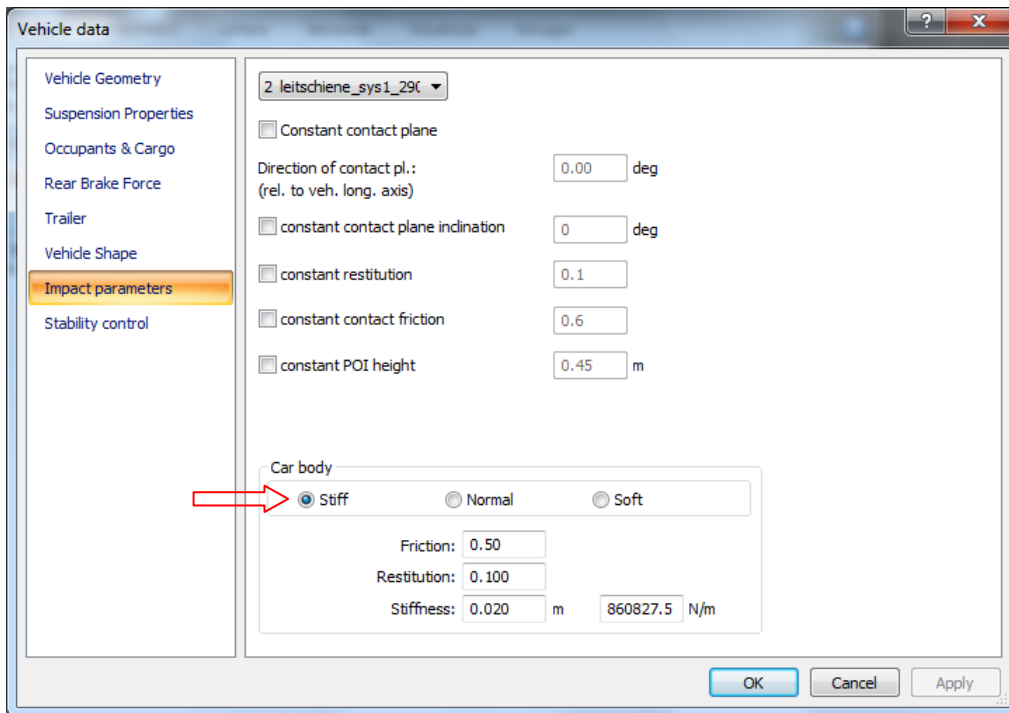 Vehicle data
Vehicle Geometry
Suspension Properties
Occupants & Cargo
Rear Brake Force
Trailer
Vehicle Shape
Impact parameters
Stability control
2 leitschiene_sys1_290
Constant contact plane
Direction of contact pl.: 0.00 deg
(rel. to veh. long. axis)
constant contact plane inclination 0 deg
constant restitution 0.1
constant contact friction 0.6
constant POI height 0.45 m
Car body
Stiff Normal Soft
Friction: 0.50
Restitution: 0.100
Stiffness: 0.020 m 860827.5 N/m
OK Cancel Apply